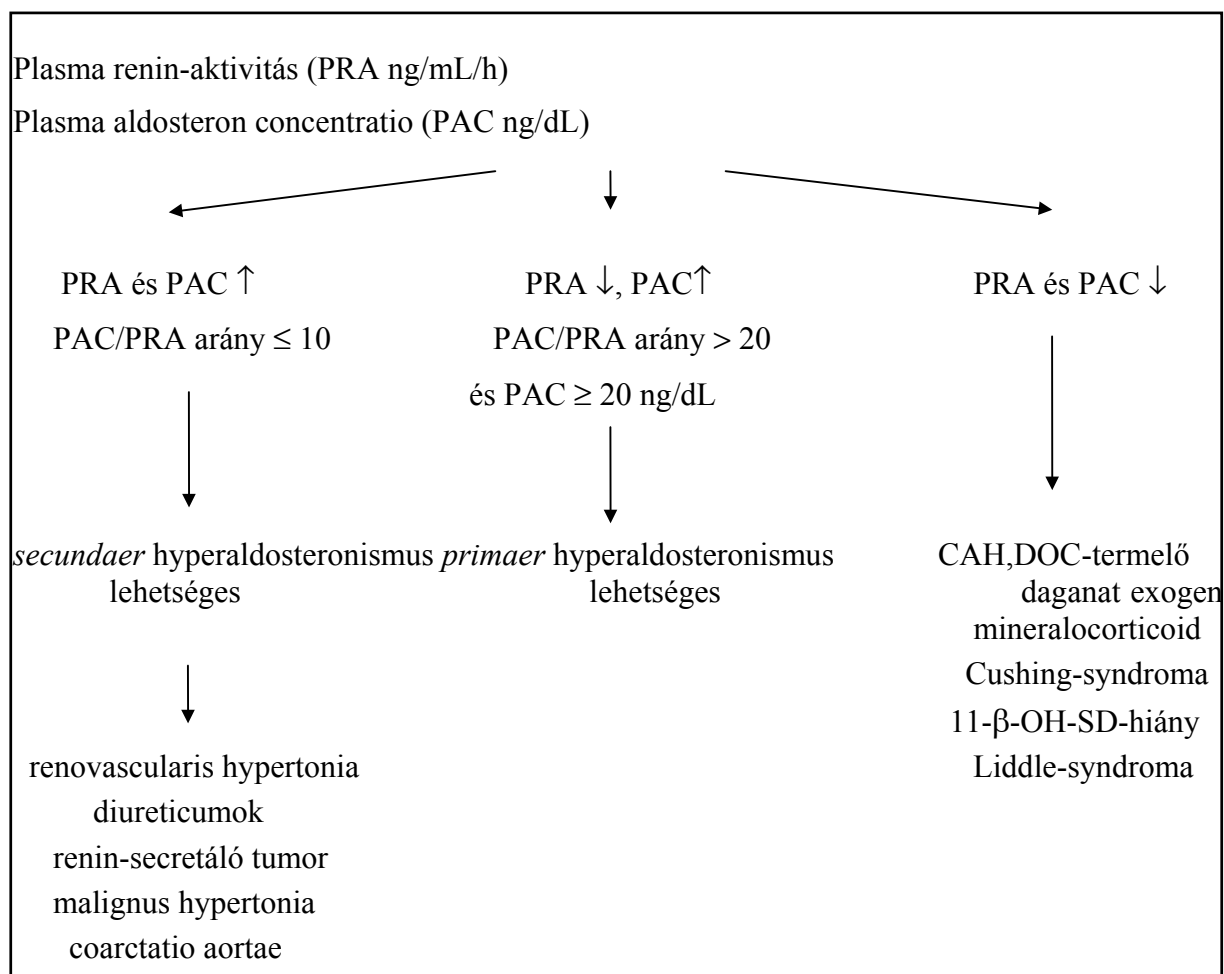 Plasma renin-aktivitás (PRA ng/mL/h)
Plasma aldosteron concentratio (PAC ng/dL)
PRA és PAC ↑
PAC/PRA arány ≤ 10
PRA ↓, PAC↑
PAC/PRA arány > 20
és PAC ≥ 20 ng/dL
PRA és PAC ↓
secundaer hyperaldosteronismus
lehetséges
primaer hyperaldosteronismus
lehetséges
CAH,DOC-termelő
daganat exogen
mineralocorticoid
Cushing-syndroma
11-β-OH-SD-hiány
Liddle-syndroma
renovascularis hypertonia
diureticumok
renin-secretáló tumor
malignus hypertonia
coarctatio aortae